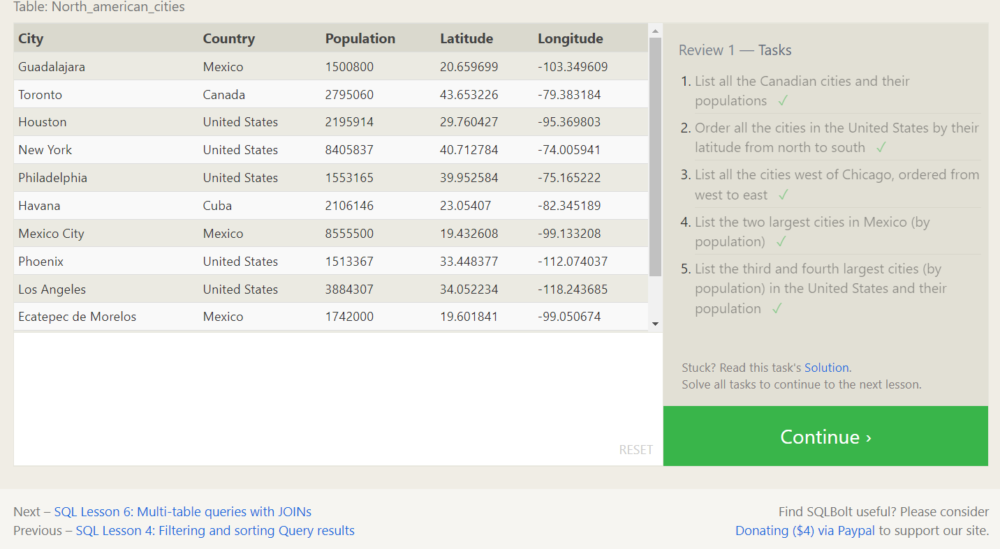 Table: North_american_cities
City Country Population Latitude Longitude
Guadalajara Mexico 1500800 20.659699 -103.349609
Toronto Canada 2795060 43.653226 -79.383184
Houston United States 2195914 29.760427 -95.369803
New York United States 8405837 40.712784 -74.005941
Philadelphia United States 1553165 39.952584 -75.165222
Havana Cuba 2106146 23.05407 -82.345189
Mexico City Mexico 8555500 19.432608 -99.133208
Phoenix United States 1513367 33.448377 -112.074037
Los Angeles United States 3884307 34.052234 -118.243685
Ecatepec de Morelos Mexico 1742000 19.601841 -99.050674
RESET
Review 1 — Tasks
1. List all the Canadian cities and their
populations ✓
2. Order all the cities in the United States by their
latitude from north to south ✓
3. List all the cities west of Chicago, ordered from
west to east ✓
4. List the two largest cities in Mexico (by
population) ✓
5. List the third and fourth largest cities (by
population) in the United States and their
population ✓
Stuck? Read this task's Solution.
Solve all tasks to continue to the next lesson.
Continue ›
Next – SQL Lesson 6: Multi-table queries with JOINs
Previous – SQL Lesson 4: Filtering and sorting Query results
Find SQLBolt useful? Please consider
Donating ($4) via Paypal to support our site.